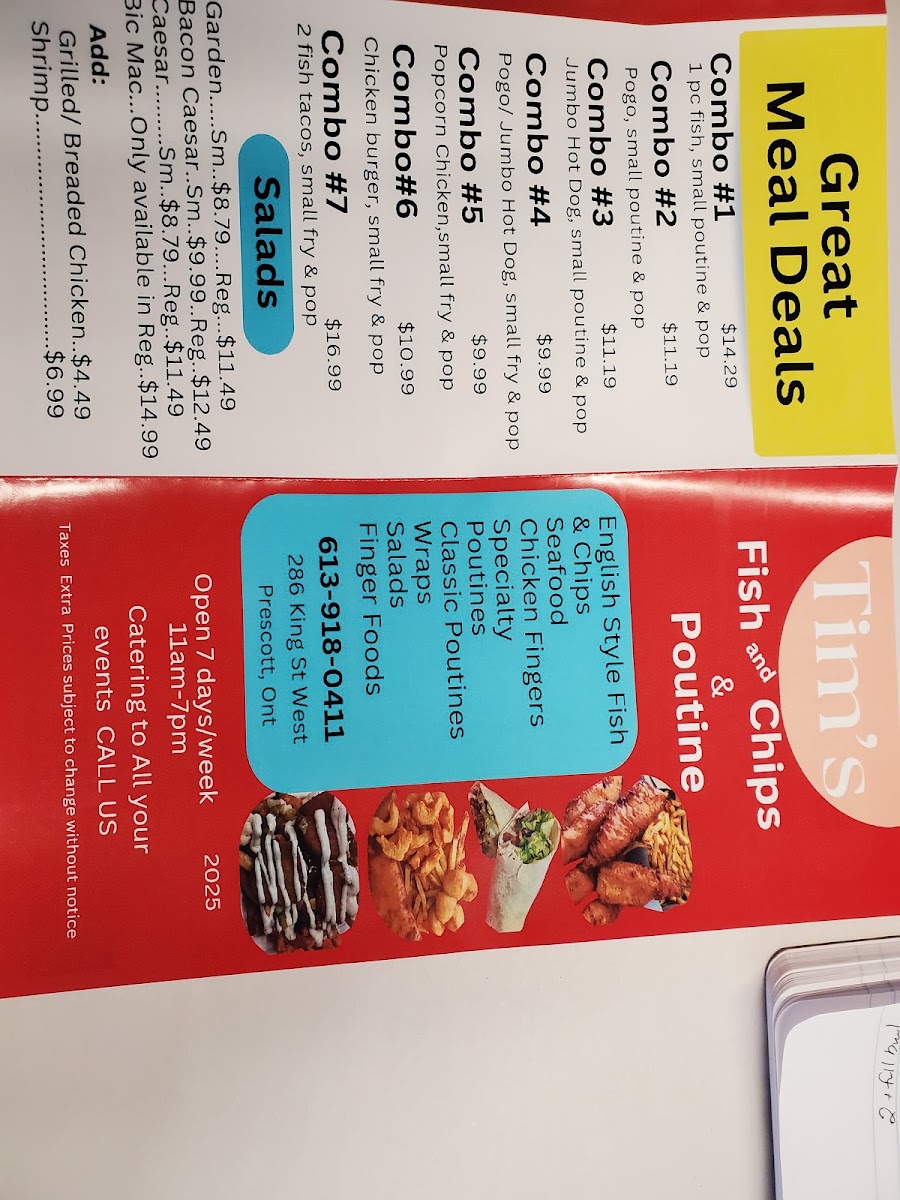 Great
Meal Deals
Combo #1 $14.29
1 pc fish, small poutine & pop
Combo #2 $11.19
Pogo, small poutine & pop
Combo #3 $11.19
Jumbo Hot Dog, small poutine & pop
Combo #4 $9.99
Pogo/ Jumbo Hot Dog, small fry & pop
Combo #5 $9.99
Popcorn Chicken,small fry & pop
Combo#6 $10.99
Chicken burger, small fry & pop
Combo #7 $16.99
2 fish tacos, small fry & pop
Salads
Garden.....Sm..$8.79....Reg...$11.49
Bacon Caesar..Sm...$9.99..Reg..$12.49
Caesar.........Sm..$8.79...Reg..$11.49
Bic Mac...Only available in Reg..$14.99
Add:
Grilled/ Breaded Chicken..$4.49
Shrimp..............................$6.99
Tim's
Fish and Chips
&
Poutine
English Style Fish
& Chips
Seafood
Chicken Fingers
Specialty
Poutines
Classic Poutines
Wraps
Salads
Finger Foods
613-918-0411
286 King St West
Prescott, Ont
Open 7 days/week 2025
11am-7pm
Catering to All your
events CALL US
Taxes Extra Prices subject to change without notice